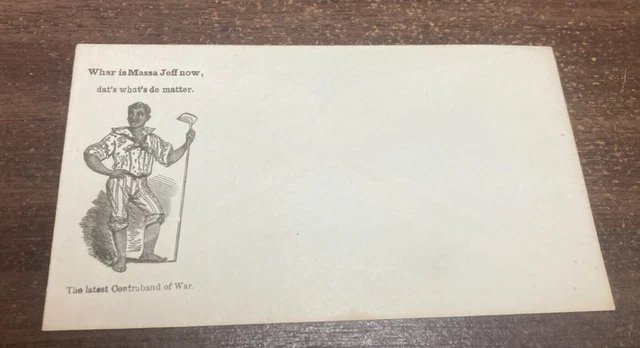 Whar is Massa Jeff now,
dat's what's de matter.
The latest Contraband of War.